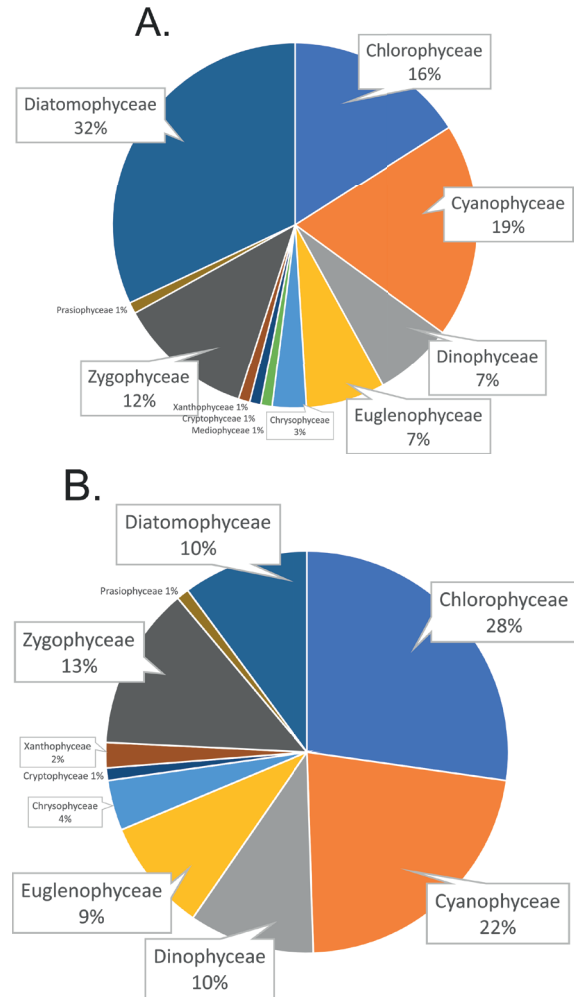 A.
Chlorophyceae
16%
Diatomophyceae
32%
Cyanophyceae
19%
Prasiophyceae 1%
Dinophyceae
7%
Zygophyceae
12%
Xanthophyceae 1%
Cryptophyceae 1%
Mediophyceae 1%
Chrysophyceae
3%
Euglenophyceae
7%
B.
Diatomophyceae
10%
Prasiophyceae 1%
Chlorophyceae
28%
Zygophyceae
13%
Xanthophyceae
2%
Cryptophyceae 1%
Chrysophyceae
4%
Euglenophyceae
9%
Cyanophyceae
22%
Dinophyceae
10%